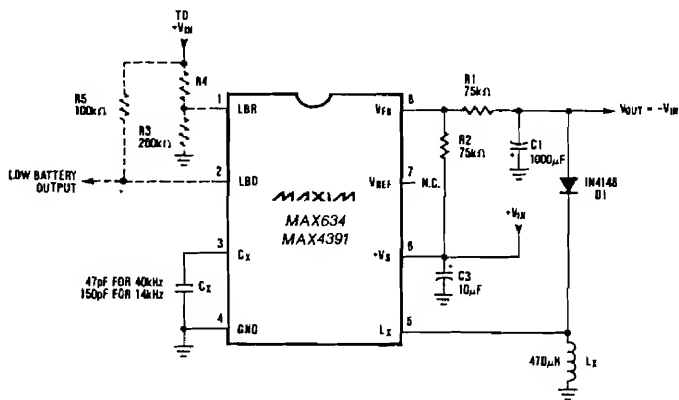 TO
+VIN
R5
100kΩ
R4
R3
200kΩ
1
LBR
2
LBD
LOW BATTERY
OUTPUT
3
CX
47pF FOR 40kHz
150pF FOR 14kHz
CX
4
GND
MAXIM
MAX634
MAX4391
8
VFB
7
VREF
N.C.
6
+VS
5
LX
R1
75kΩ
R2
75kΩ
C1
1000µF
VOUT = -VIN
IN4148
D1
+VIN
C3
10µF
470µH
LX